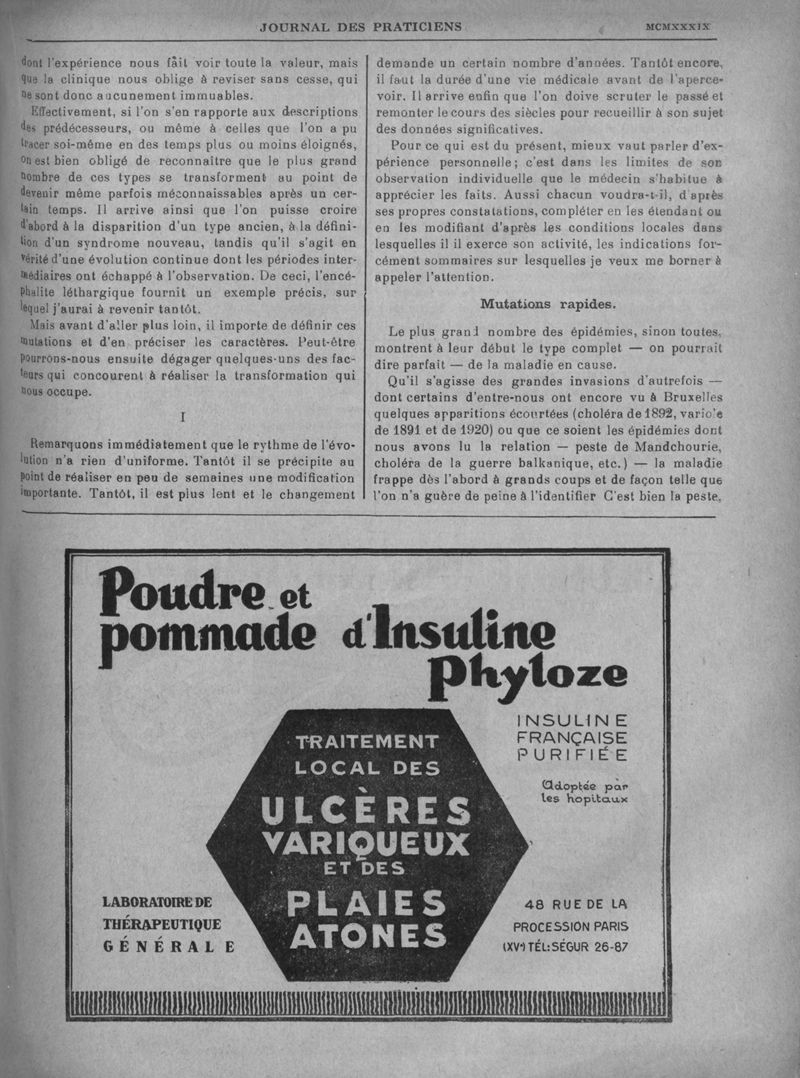 JOURNAL DES PRATICIENS
MCMXXXIX
dont l'expérience nous fait voir toute la valeur, mais
que la clinique nous oblige à reviser sans cesse, qui
ne sont donc aucunement immuables.
Effectivement, si l'on s'en rapporte aux descriptions
des prédécesseurs, ou même à celles que l'on a pu
tracer soi-même en des temps plus ou moins éloignés,
on est bien obligé de reconnaître que le plus grand
nombre de ces types se transforment au point de
devenir même parfois méconnaissables après un cer-
tain temps. Il arrive ainsi que l'on puisse croire
d'abord à la disparition d'un type ancien, à la défini-
tion d'un syndrome nouveau, tandis qu'il s'agit en
vérité d'une évolution continue dont les périodes inter-
médiaires ont échappé à l'observation. De ceci, l'encé-
phalite léthargique fournit un exemple précis, sur
lequel j'aurai à revenir tantôt.
Mais avant d'aller plus loin, il importe de définir ces
mutations et d'en préciser les caractères. Peut-être
pourrons-nous ensuite dégager quelques-uns des fac-
teurs qui concourent à réaliser la transformation qui
nous occupe.
I
Remarquons immédiatement que le rythme de l'évo-
lution n'a rien d'uniforme. Tantôt il se précipite au
point de réaliser en peu de semaines une modification
importante. Tantôt, il est plus lent et le changement
demande un certain nombre d'années. Tantôt encore,
il faut la durée d'une vie médicale avant de l'aperce-
voir. Il arrive enfin que l'on doive scruter le passé et
remonter le cours des siècles pour recueillir à son sujet
des données significatives.
Pour ce qui est du présent, mieux vaut parler d'ex-
périence personnelle; c'est dans les limites de son
observation individuelle que le médecin s'habitue à
apprécier les faits. Aussi chacun voudra-t-il, d'après
ses propres constatations, compléter en les étendant ou
en les modifiant d'après les conditions locales dans
lesquelles il il exerce son activité, les indications for-
cément sommaires sur lesquelles je veux me borner à
appeler l'attention.
Mutations rapides.
Le plus grand nombre des épidémies, sinon toutes,
montrent à leur début le type complet — on pourrait
dire parfait — de la maladie en cause.
Qu'il s'agisse des grandes invasions d'autrefois —
dont certains d'entre-nous ont encore vu à Bruxelles
quelques apparitions écourtées (choléra de 1892, variole
de 1891 et de 1920) ou que ce soient les épidémies dont
nous avons lu la relation — peste de Mandchourie,
choléra de la guerre balkanique, etc.) — la maladie
frappe dès l'abord à grands coups et de façon telle que
l'on n'a guère de peine à l'identifier C'est bien la peste,
Poudre et
pommade d'Insuline
Phyloze
INSULINE
FRANÇAISE
PURIFIÉE
Adoptée par
les hôpitaux
TRAITEMENT
LOCAL DES
ULCÈRES
VARIQUEUX
ET DES
PLAIES
ATONES
LABORATOIRE DE
THÉRAPEUTIQUE
GÉNÉRALE
48 RUE DE LA
PROCESSION PARIS
(XVe) TÉL: SÉGUR 26-87